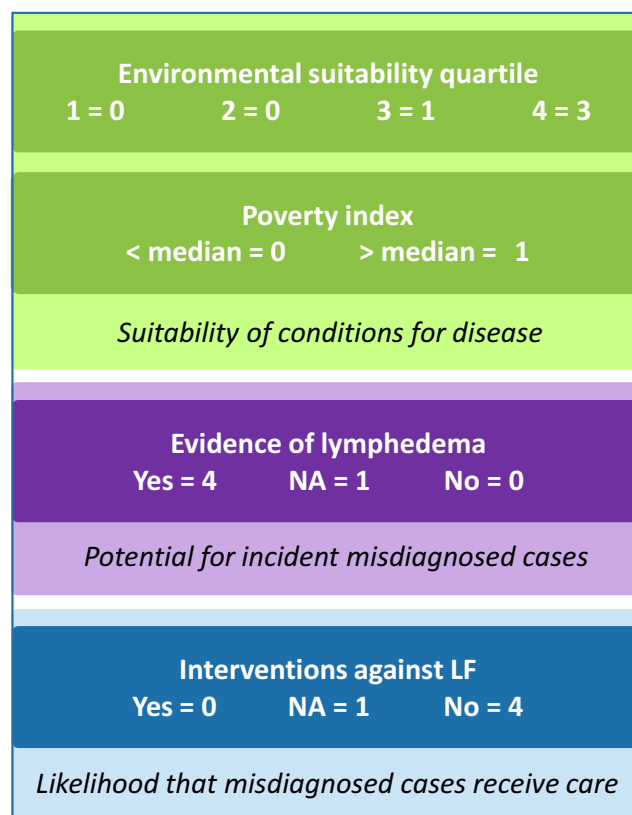 Environmental suitability quartile
1 = 0 2 = 0 3 = 1 4 = 3
Poverty index
< median = 0 > median = 1
Suitability of conditions for disease
Evidence of lymphedema
Yes = 4 NA = 1 No = 0
Potential for incident misdiagnosed cases
Interventions against LF
Yes = 0 NA = 1 No = 4
Likelihood that misdiagnosed cases receive care